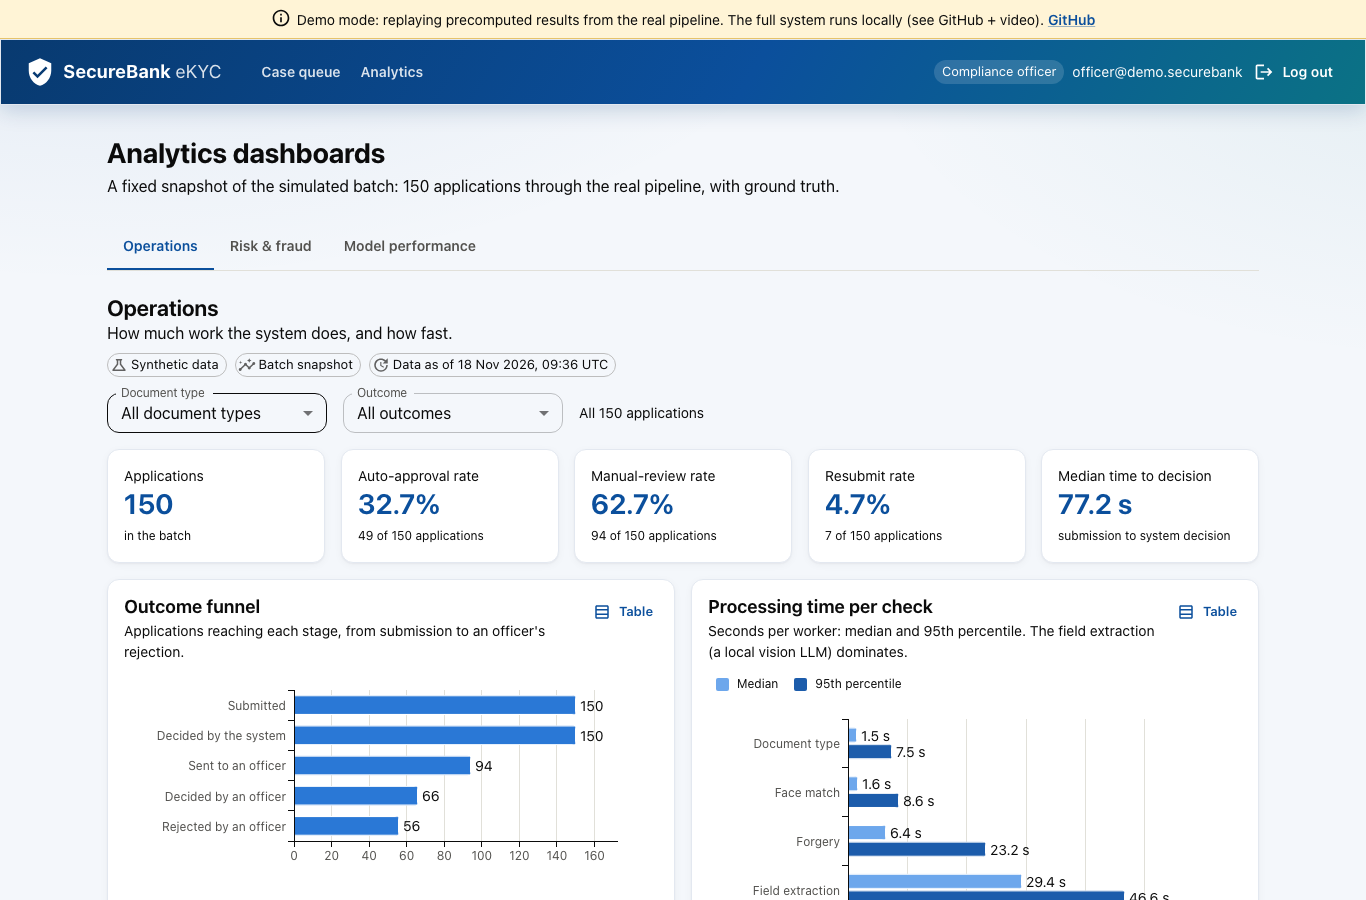 Demo mode: replaying precomputed results from the real pipeline. The full system runs locally (see GitHub + video). GitHub
SecureBank eKYC
Case queue
Analytics
Compliance officer
officer@demo.securebank
Log out
Analytics dashboards
A fixed snapshot of the simulated batch: 150 applications through the real pipeline, with ground truth.
Operations
Risk & fraud
Model performance
Operations
How much work the system does, and how fast.
Synthetic data
Batch snapshot
Data as of 18 Nov 2026, 09:36 UTC
Document type
All document types
Outcome
All outcomes
All 150 applications
Applications
150
in the batch
Auto-approval rate
32.7%
49 of 150 applications
Manual-review rate
62.7%
94 of 150 applications
Resubmit rate
4.7%
7 of 150 applications
Median time to decision
77.2 s
submission to system decision
Outcome funnel
Table
Applications reaching each stage, from submission to an officer's
rejection.
Submitted 150
Decided by the system 150
Sent to an officer 94
Decided by an officer 66
Rejected by an officer 56
0 20 40 60 80 100 120 140 160
Processing time per check
Table
Seconds per worker: median and 95th percentile. The field extraction
(a local vision LLM) dominates.
Median
95th percentile
Document type 1.5 s 7.5 s
Face match 1.6 s 8.6 s
Forgery 6.4 s 23.2 s
Field extraction 29.4 s 46.6 s